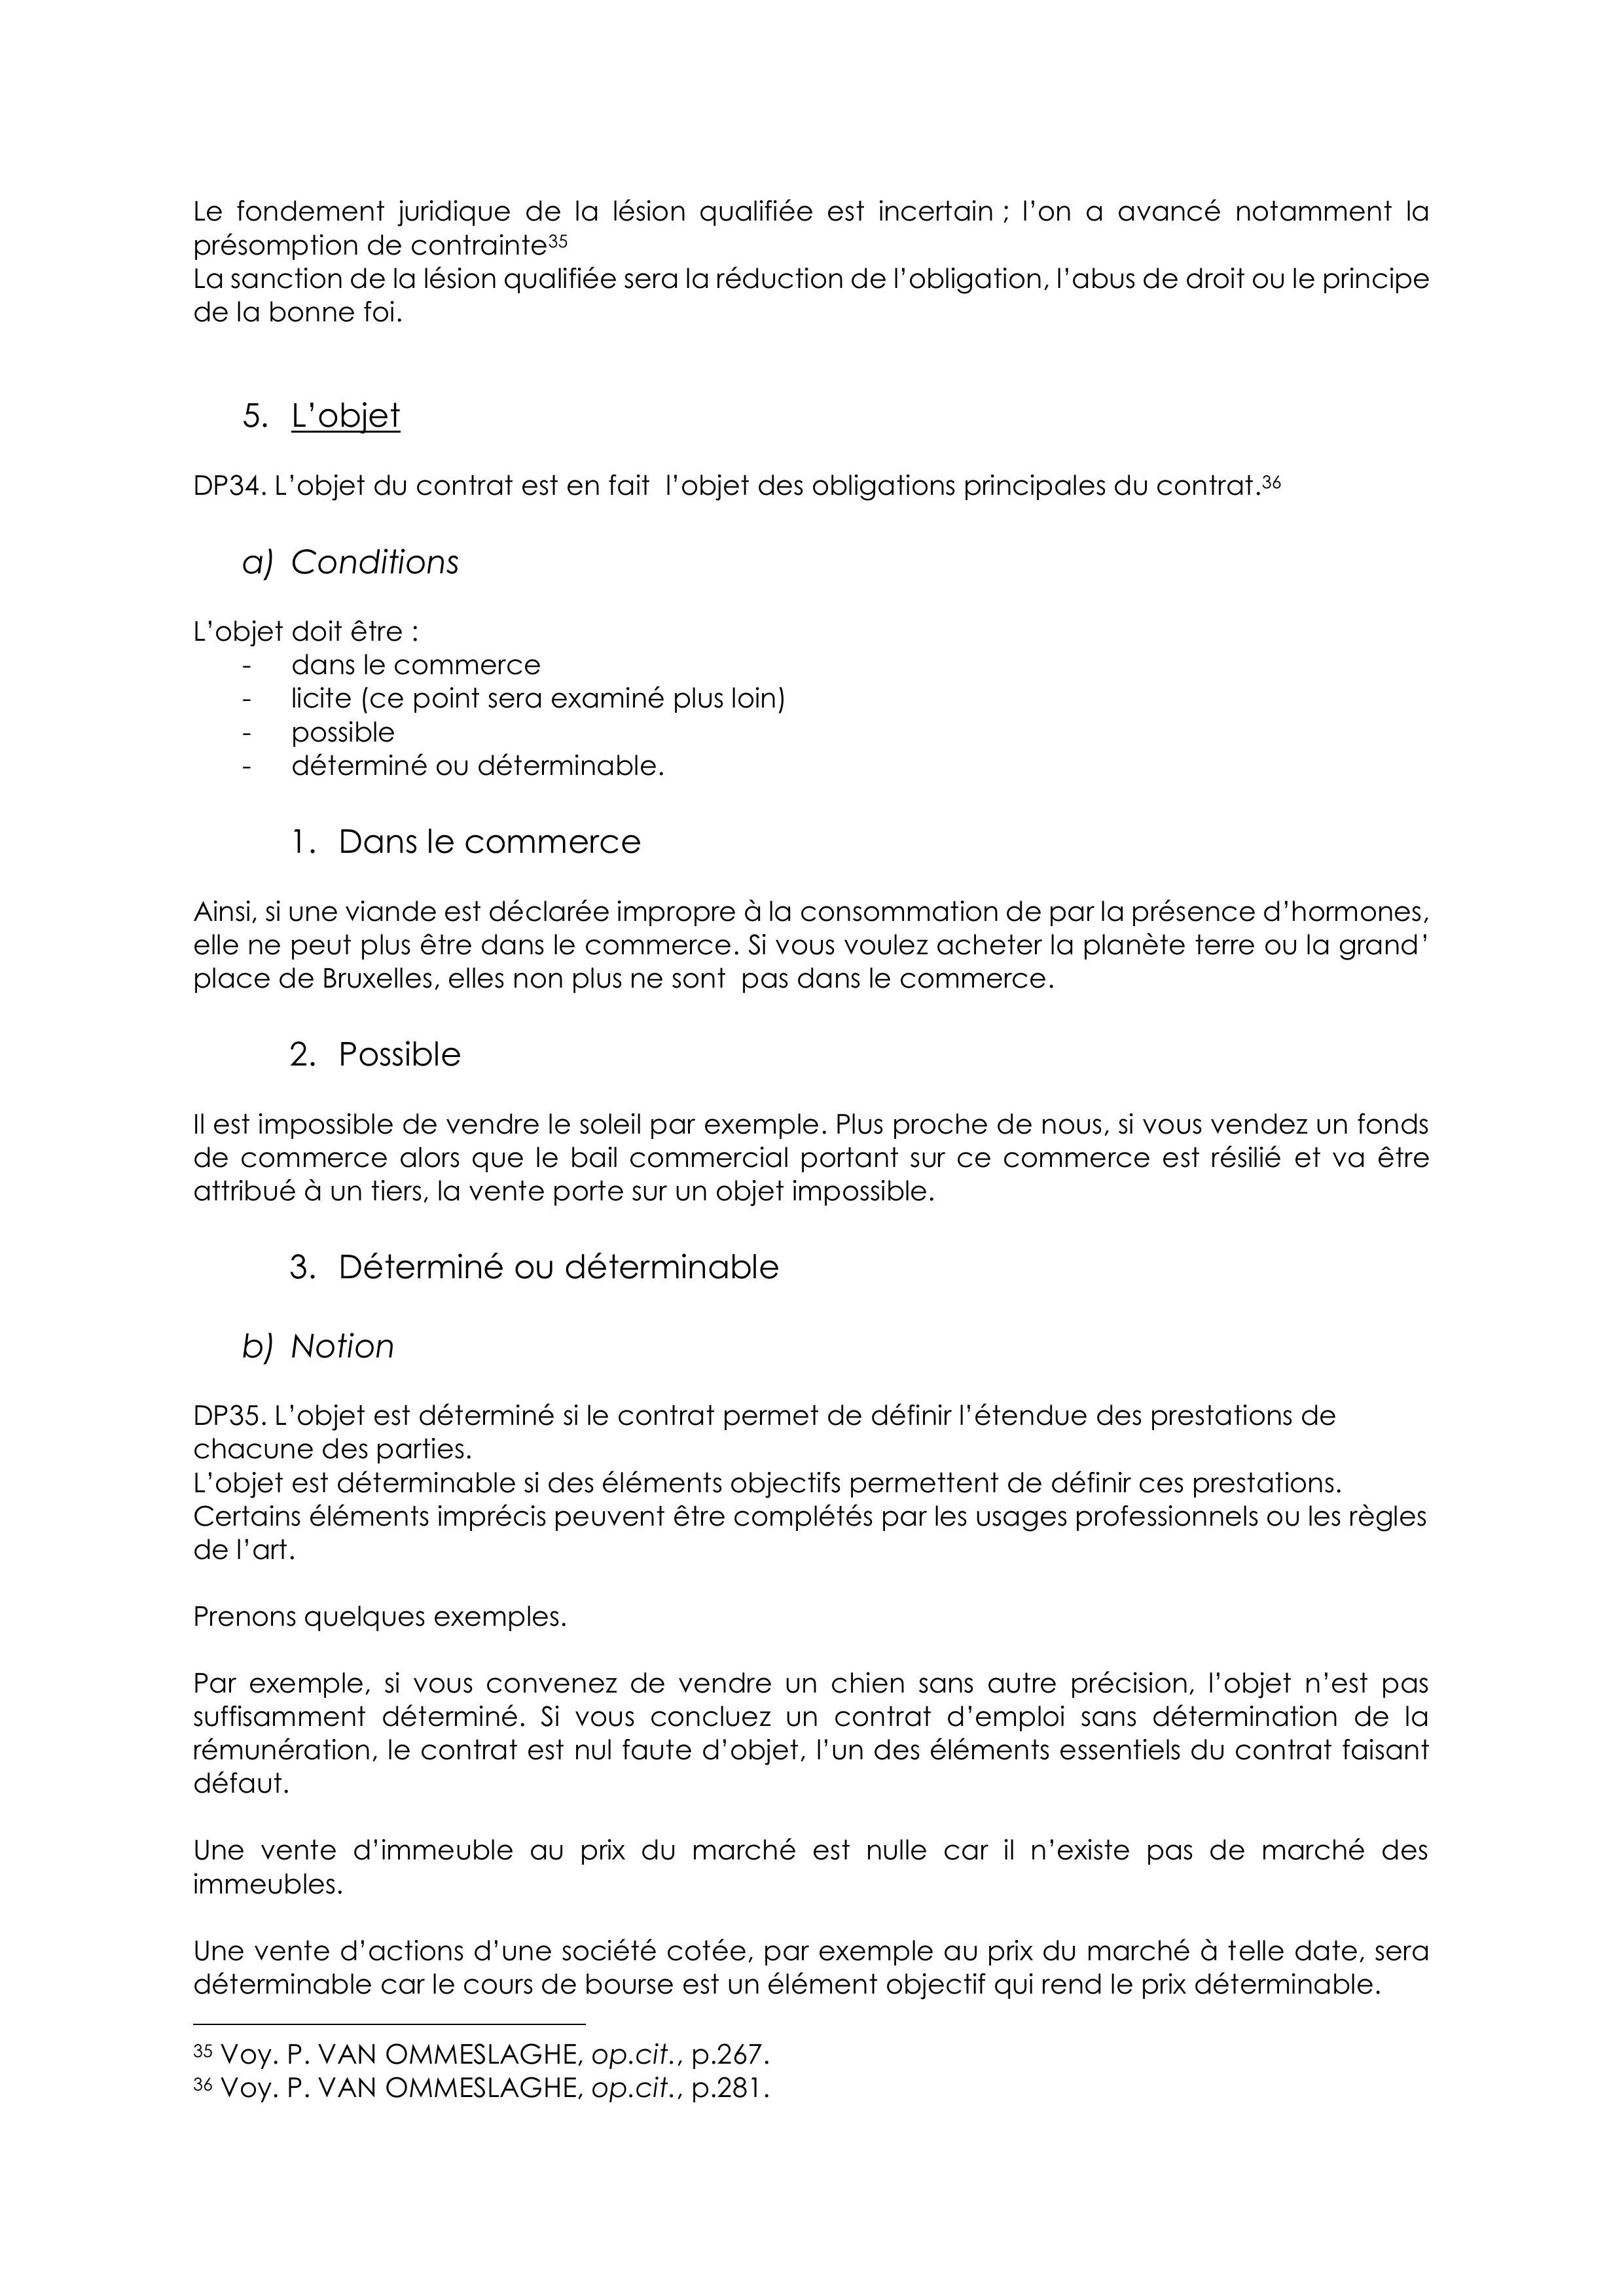 Le fondement juridique de la lésion qualifiée est incertain ; l’on a avancé notamment la
présomption de contrainte35
La sanction de la lésion qualifiée sera la réduction de l’obligation, l’abus de droit ou le principe
de la bonne foi.
5. L’objet
DP34. L’objet du contrat est en fait  l’objet des obligations principales du contrat.36
a) Conditions
L’objet doit être :
- dans le commerce
- licite (ce point sera examiné plus loin)
- possible
- déterminé ou déterminable.
1. Dans le commerce
Ainsi, si une viande est déclarée impropre à la consommation de par la présence d’hormones,
elle ne peut plus être dans le commerce. Si vous voulez acheter la planète terre ou la grand’
place de Bruxelles, elles non plus ne sont  pas dans le commerce.
2. Possible
Il est impossible de vendre le soleil par exemple. Plus proche de nous, si vous vendez un fonds
de commerce alors que le bail commercial portant sur ce commerce est résilié et va être
attribué à un tiers, la vente porte sur un objet impossible.
3. Déterminé ou déterminable
b) Notion
DP35. L’objet est déterminé si le contrat permet de définir l’étendue des prestations de
chacune des parties.
L’objet est déterminable si des éléments objectifs permettent de définir ces prestations.
Certains éléments imprécis peuvent être complétés par les usages professionnels ou les règles
de l’art.
Prenons quelques exemples.
Par exemple, si vous convenez de vendre un chien sans autre précision, l’objet n’est pas
suffisamment déterminé. Si vous concluez un contrat d’emploi sans détermination de la
rémunération, le contrat est nul faute d’objet, l’un des éléments essentiels du contrat faisant
défaut.
Une vente d’immeuble au prix du marché est nulle car il n’existe pas de marché des
immeubles.
Une vente d’actions d’une société cotée, par exemple au prix du marché à telle date, sera
déterminable car le cours de bourse est un élément objectif qui rend le prix déterminable.
35 Voy. P. VAN OMMESLAGHE, op.cit., p.267.
36 Voy. P. VAN OMMESLAGHE, op.cit., p.281.